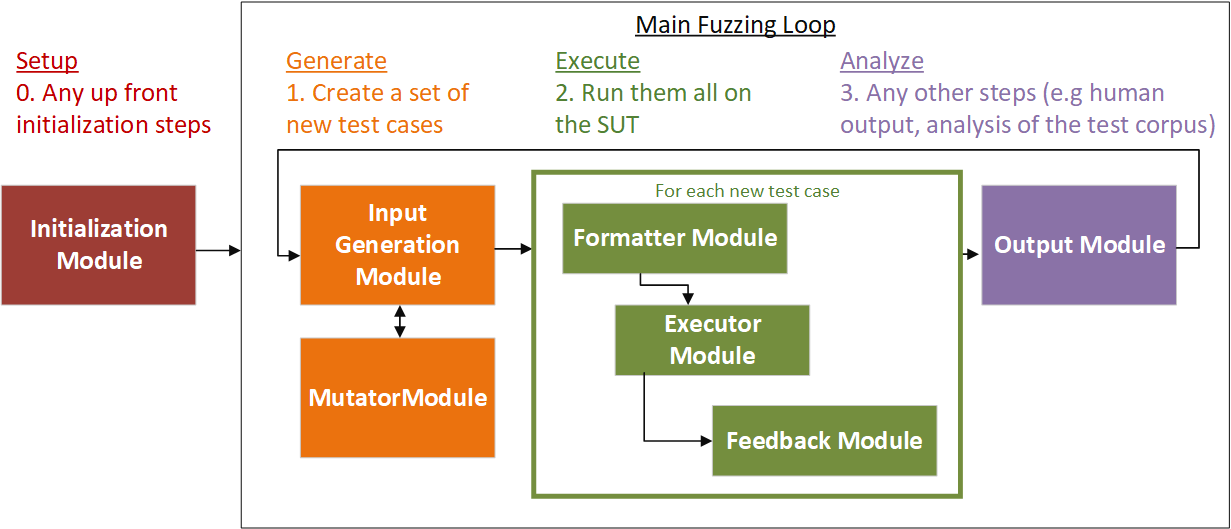 Main Fuzzing Loop
Setup
0. Any up front
initialization steps
Generate
1. Create a set of
new test cases
Execute
2. Run them all on
the SUT
Analyze
3. Any other steps (e.g human
output, analysis of the test corpus)
Initialization
Module
Input
Generation
Module
MutatorModule
For each new test case
Formatter Module
Executor
Module
Feedback Module
Output Module